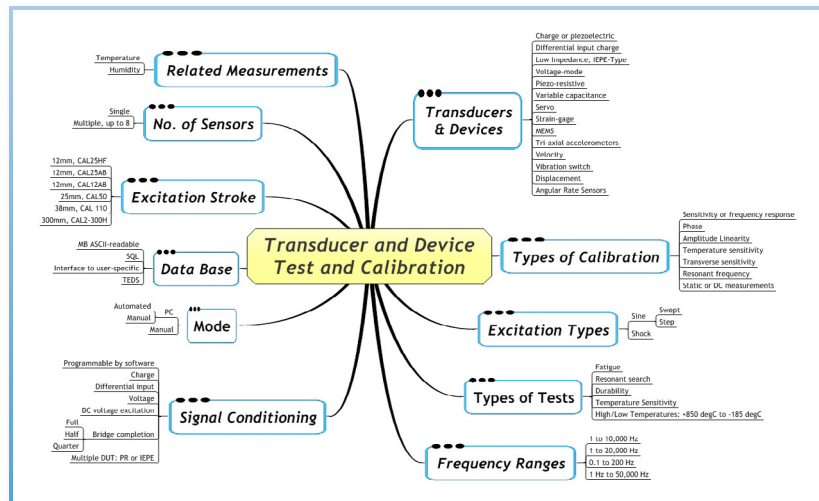 Transducer and Device
Test and Calibration
Related Measurements
Temperature
Humidity
No. of Sensors
Single
Multiple, up to 8
Excitation Stroke
12mm, CAL25HF
12mm, CAL25AB
12mm, CAL12AB
25mm, CAL50
38mm, CAL 110
300mm, CAL2-300H
Data Base
MB ASCII-readable
SQL
Interface to user-specific
TEDS
Mode
PC
Automated
Manual
Manual
Signal Conditioning
Programmable by software
Charge
Differential input
Voltage
DC voltage excitation
Bridge completion
Full
Half
Quarter
Multiple DUT: PR or IEPE
Transducers
& Devices
Charge or piezoelectric
Differential input charge
Low Impedance, IEPE-Type
Voltage-mode
Piezo-resistive
Variable capacitance
Servo
Strain-gage
MEMS
Tri axial accelerometers
Velocity
Vibration switch
Displacement
Angular Rate Sensors
Types of Calibration
Sensitivity or frequency response
Phase
Amplitude Linearity
Temperature sensitivity
Transverse sensitivity
Resonant frequency
Static or DC measurements
Excitation Types
Sine
Swept
Step
Shock
Types of Tests
Fatigue
Resonant search
Durability
Temperature Sensitivity
High/Low Temperatures: +850 degC to -185 degC
Frequency Ranges
1 to 10,000 Hz
1 to 20,000 Hz
0.1 to 200 Hz
1 Hz to 50,000 Hz